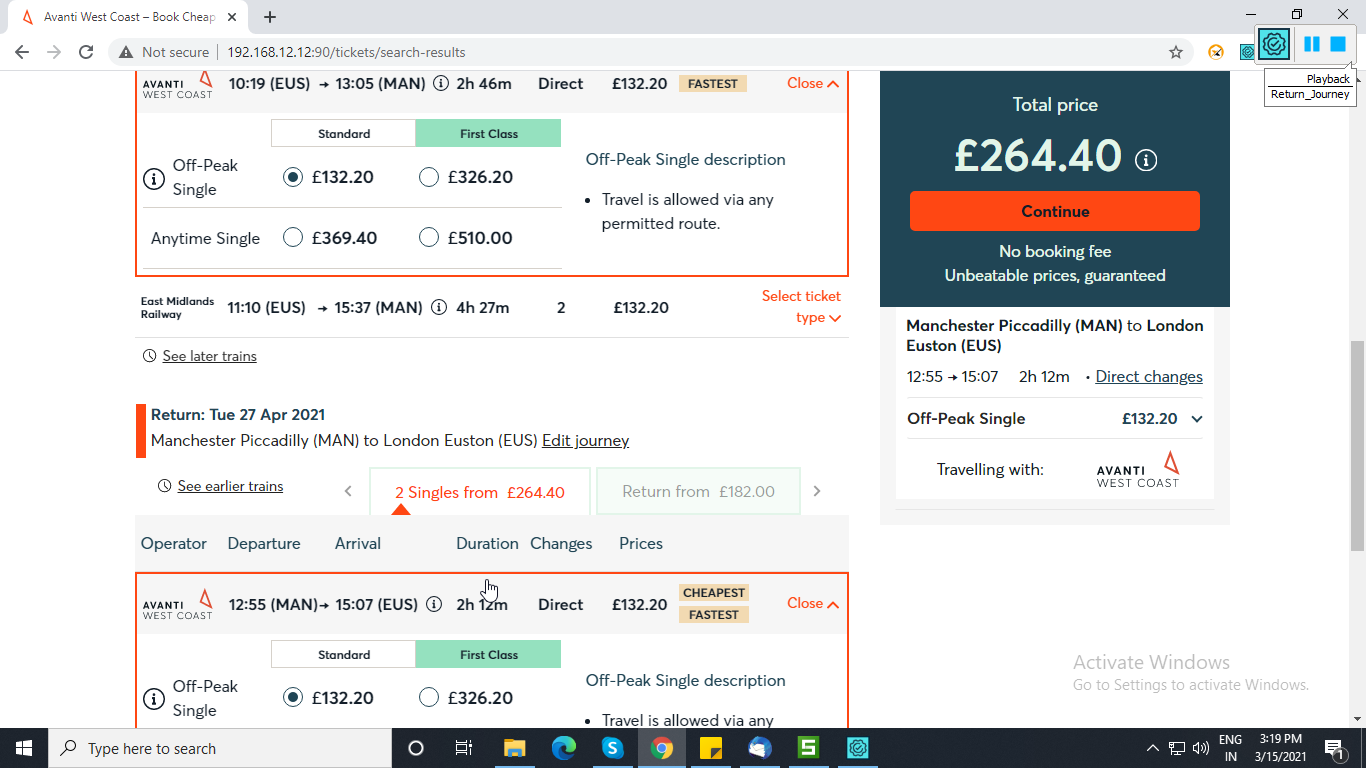 Avanti West Coast – Book Cheap
Not secure
192.168.12.12:90/tickets/search-results
Playback
Return_Journey
AVANTI
WEST COAST
10:19 (EUS) → 13:05 (MAN) 2h 46m Direct £132.20 FASTEST Close
Standard First Class
Off-Peak
Single
£132.20 £326.20
Anytime Single £369.40 £510.00
Off-Peak Single description
• Travel is allowed via any
permitted route.
East Midlands
Railway
11:10 (EUS) → 15:37 (MAN) 4h 27m 2 £132.20
Select ticket
type
See later trains
Return: Tue 27 Apr 2021
Manchester Piccadilly (MAN) to London Euston (EUS) Edit journey
See earlier trains
2 Singles from £264.40
Return from £182.00
Operator Departure Arrival Duration Changes Prices
AVANTI
WEST COAST
12:55 (MAN)→ 15:07 (EUS) 2h 12m Direct £132.20
CHEAPEST
FASTEST
Close
Standard First Class
Off-Peak
Single
£132.20 £326.20
Off-Peak Single description
• Travel is allowed via any
Total price
£264.40
Continue
No booking fee
Unbeatable prices, guaranteed
Manchester Piccadilly (MAN) to London
Euston (EUS)
12:55 → 15:07 2h 12m • Direct changes
Off-Peak Single £132.20
Travelling with:
AVANTI
WEST COAST
Activate Windows
Go to Settings to activate Windows.
Type here to search
ENG
IN
3:19 PM
3/15/2021
1